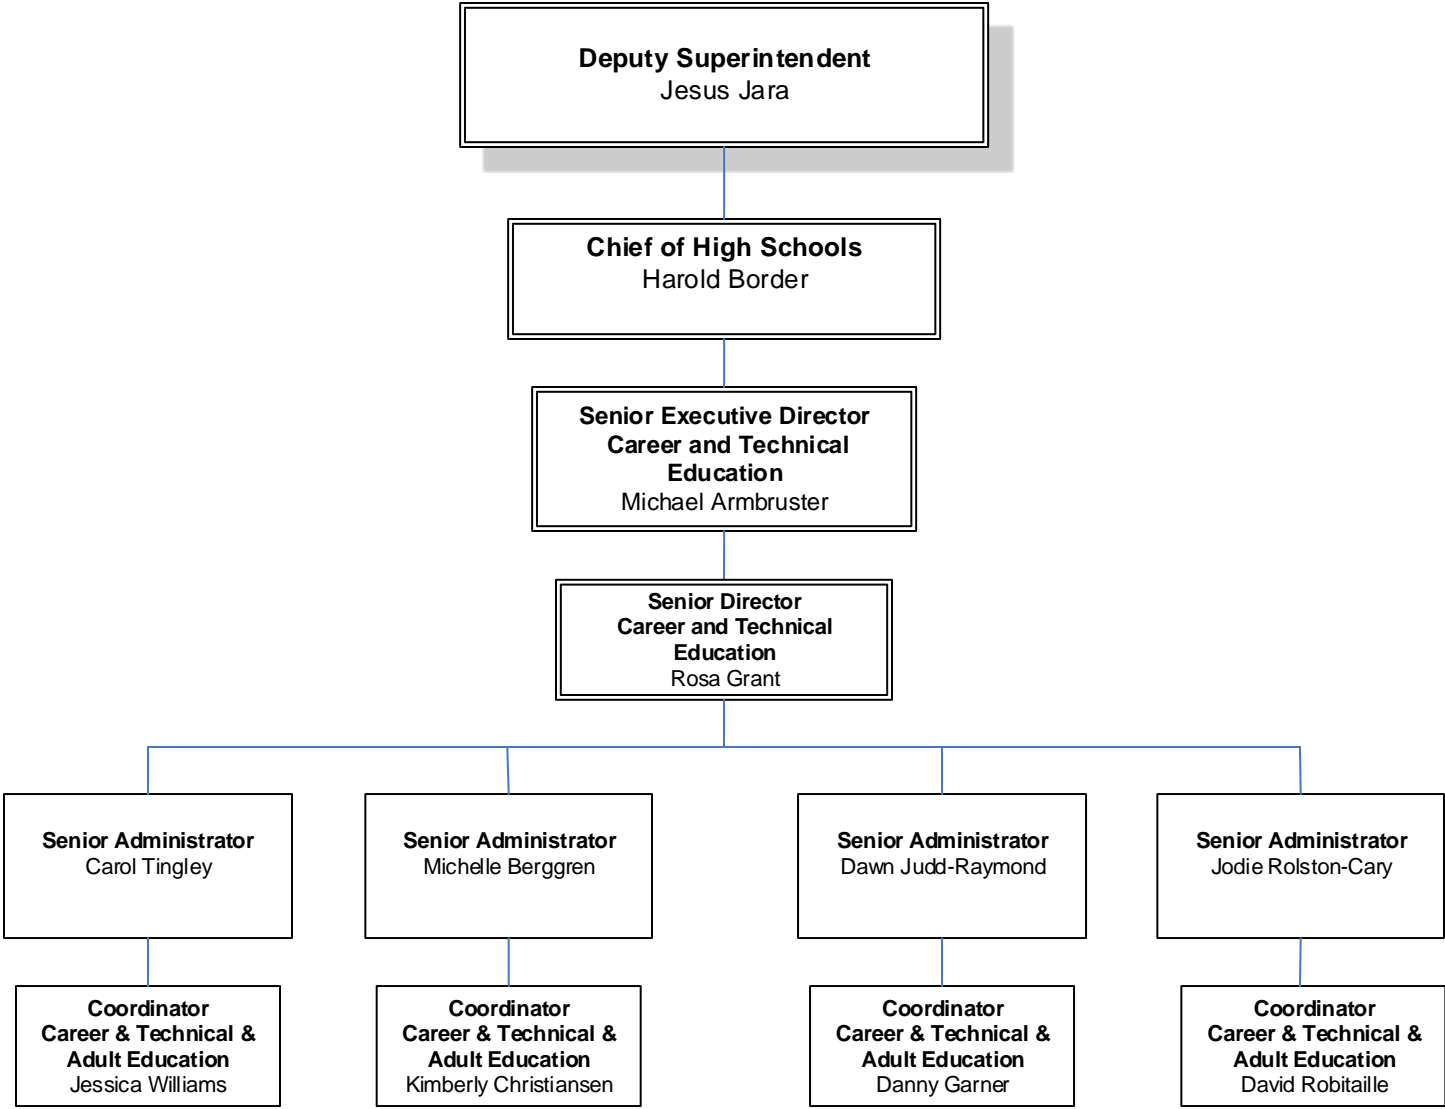 Deputy Superintendent
Jesus Jara
Chief of High Schools
Harold Border
Senior Executive Director
Career and Technical
Education
Michael Armbruster
Senior Director
Career and Technical
Education
Rosa Grant
Senior Administrator
Carol Tingley
Senior Administrator
Michelle Berggren
Senior Administrator
Dawn Judd-Raymond
Senior Administrator
Jodie Rolston-Cary
Coordinator
Career & Technical &
Adult Education
Jessica Williams
Coordinator
Career & Technical &
Adult Education
Kimberly Christiansen
Coordinator
Career & Technical &
Adult Education
Danny Garner
Coordinator
Career & Technical &
Adult Education
David Robitaille